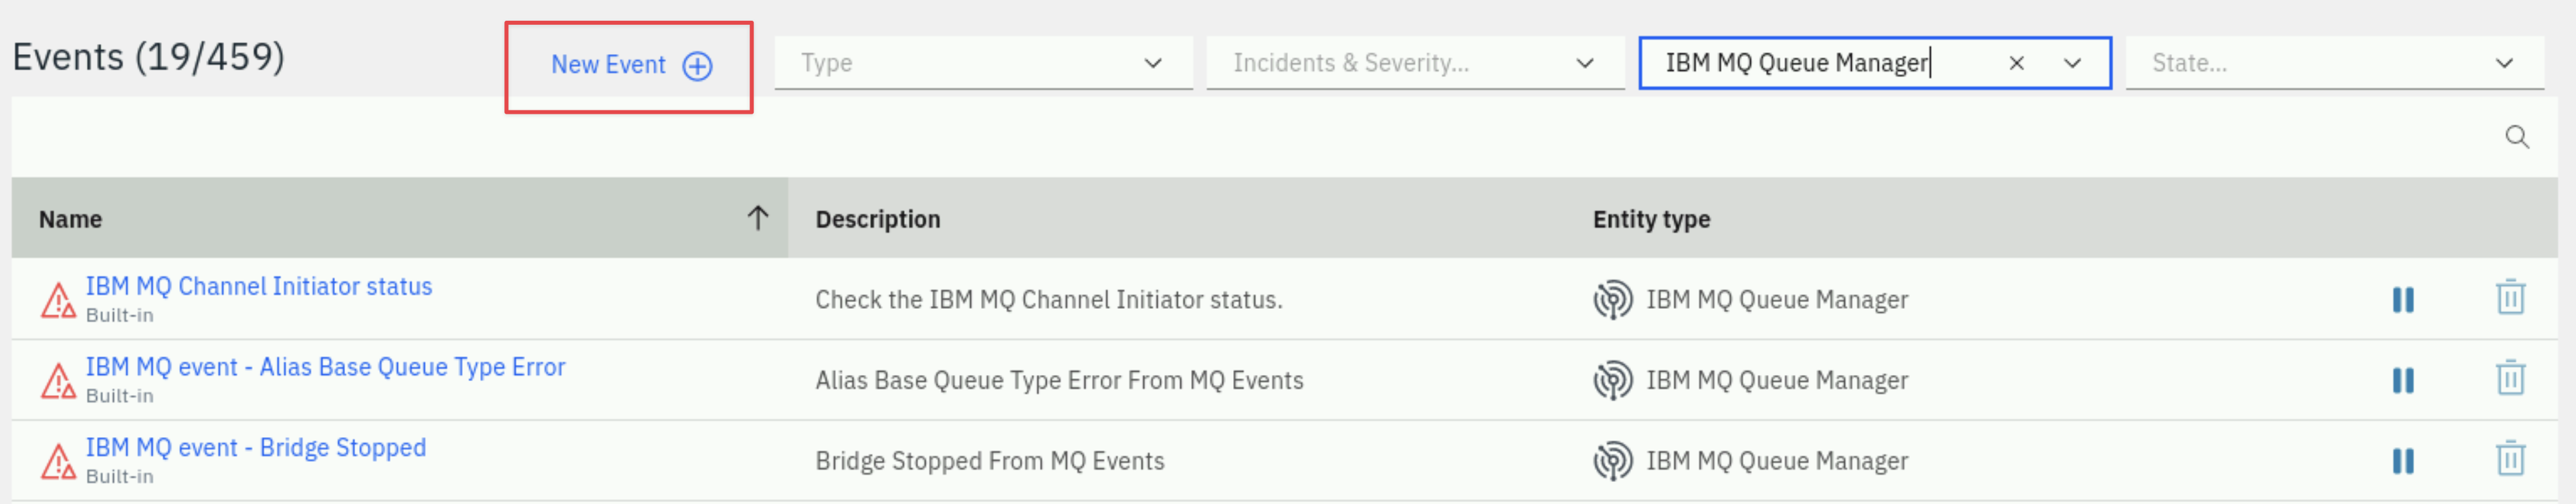 Events (19/459)
New Event
Type
Incidents & Severity...
IBM MQ Queue Manager
State...
Name
Description
Entity type
IBM MQ Channel Initiator status
Built-in
Check the IBM MQ Channel Initiator status.
IBM MQ Queue Manager
IBM MQ event - Alias Base Queue Type Error
Built-in
Alias Base Queue Type Error From MQ Events
IBM MQ Queue Manager
IBM MQ event - Bridge Stopped
Built-in
Bridge Stopped From MQ Events
IBM MQ Queue Manager